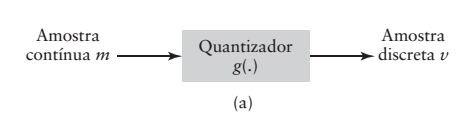 Amostra
contínua m
Quantizador
g(.)
Amostra
discreta v
(a)